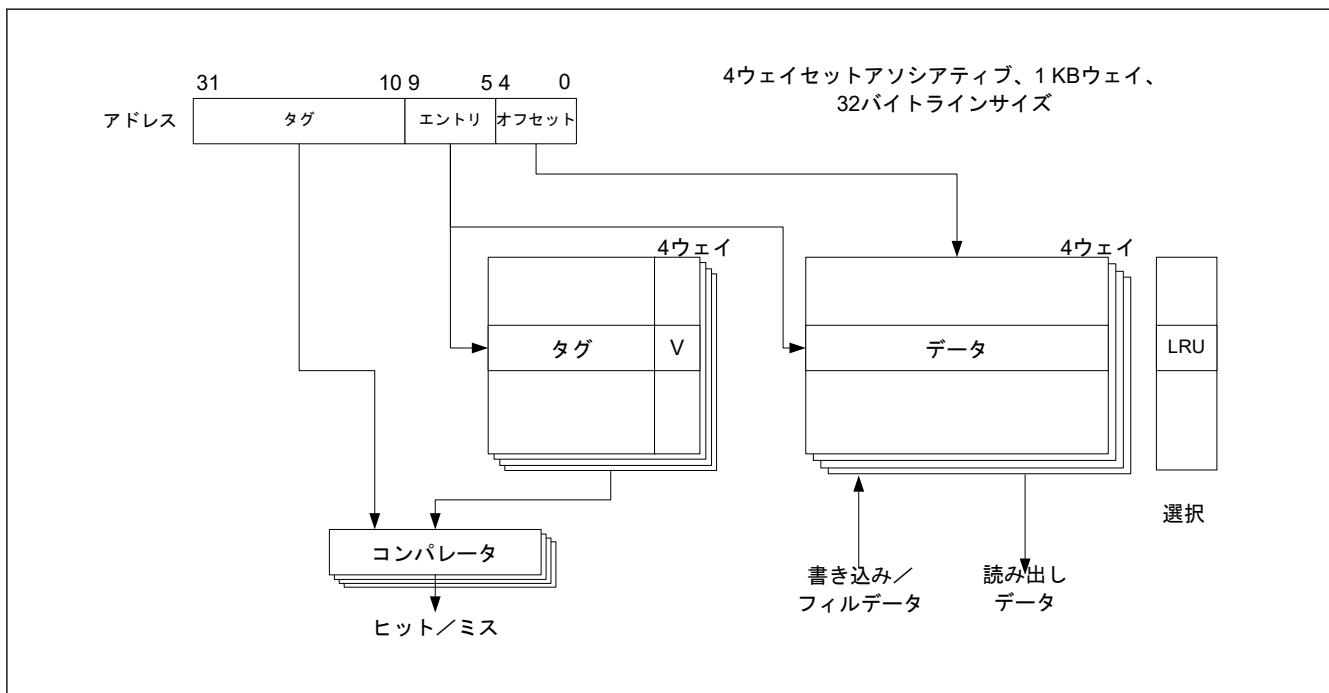 31 10 9 5 4 0
4ウェイセットアソシアティブ、1 KBウェイ、
32バイトラインサイズ
アドレス タグ エントリ オフセット
4ウェイ 4ウェイ
タグ V データ LRU
選択
コンパレータ
書き込み／
フィルデータ
読み出し
データ
ヒット／ミス